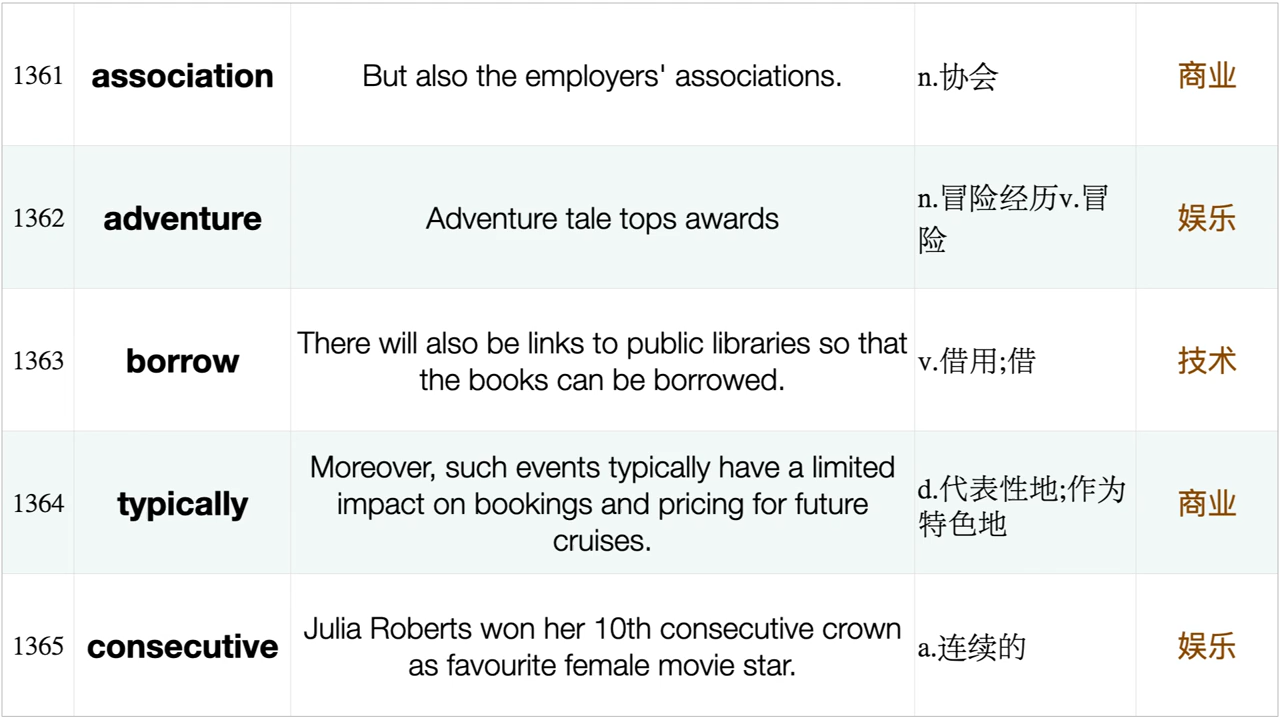 1361 association But also the employers' associations. n.协会 商业
1362 adventure Adventure tale tops awards n.冒险经历v.冒
险 娱乐
1363 borrow There will also be links to public libraries so that
the books can be borrowed. v.借用;借 技术
1364 typically Moreover, such events typically have a limited
impact on bookings and pricing for future
cruises. d.代表性地;作为
特色地 商业
1365 consecutive Julia Roberts won her 10th consecutive crown
as favourite female movie star. a.连续的 娱乐